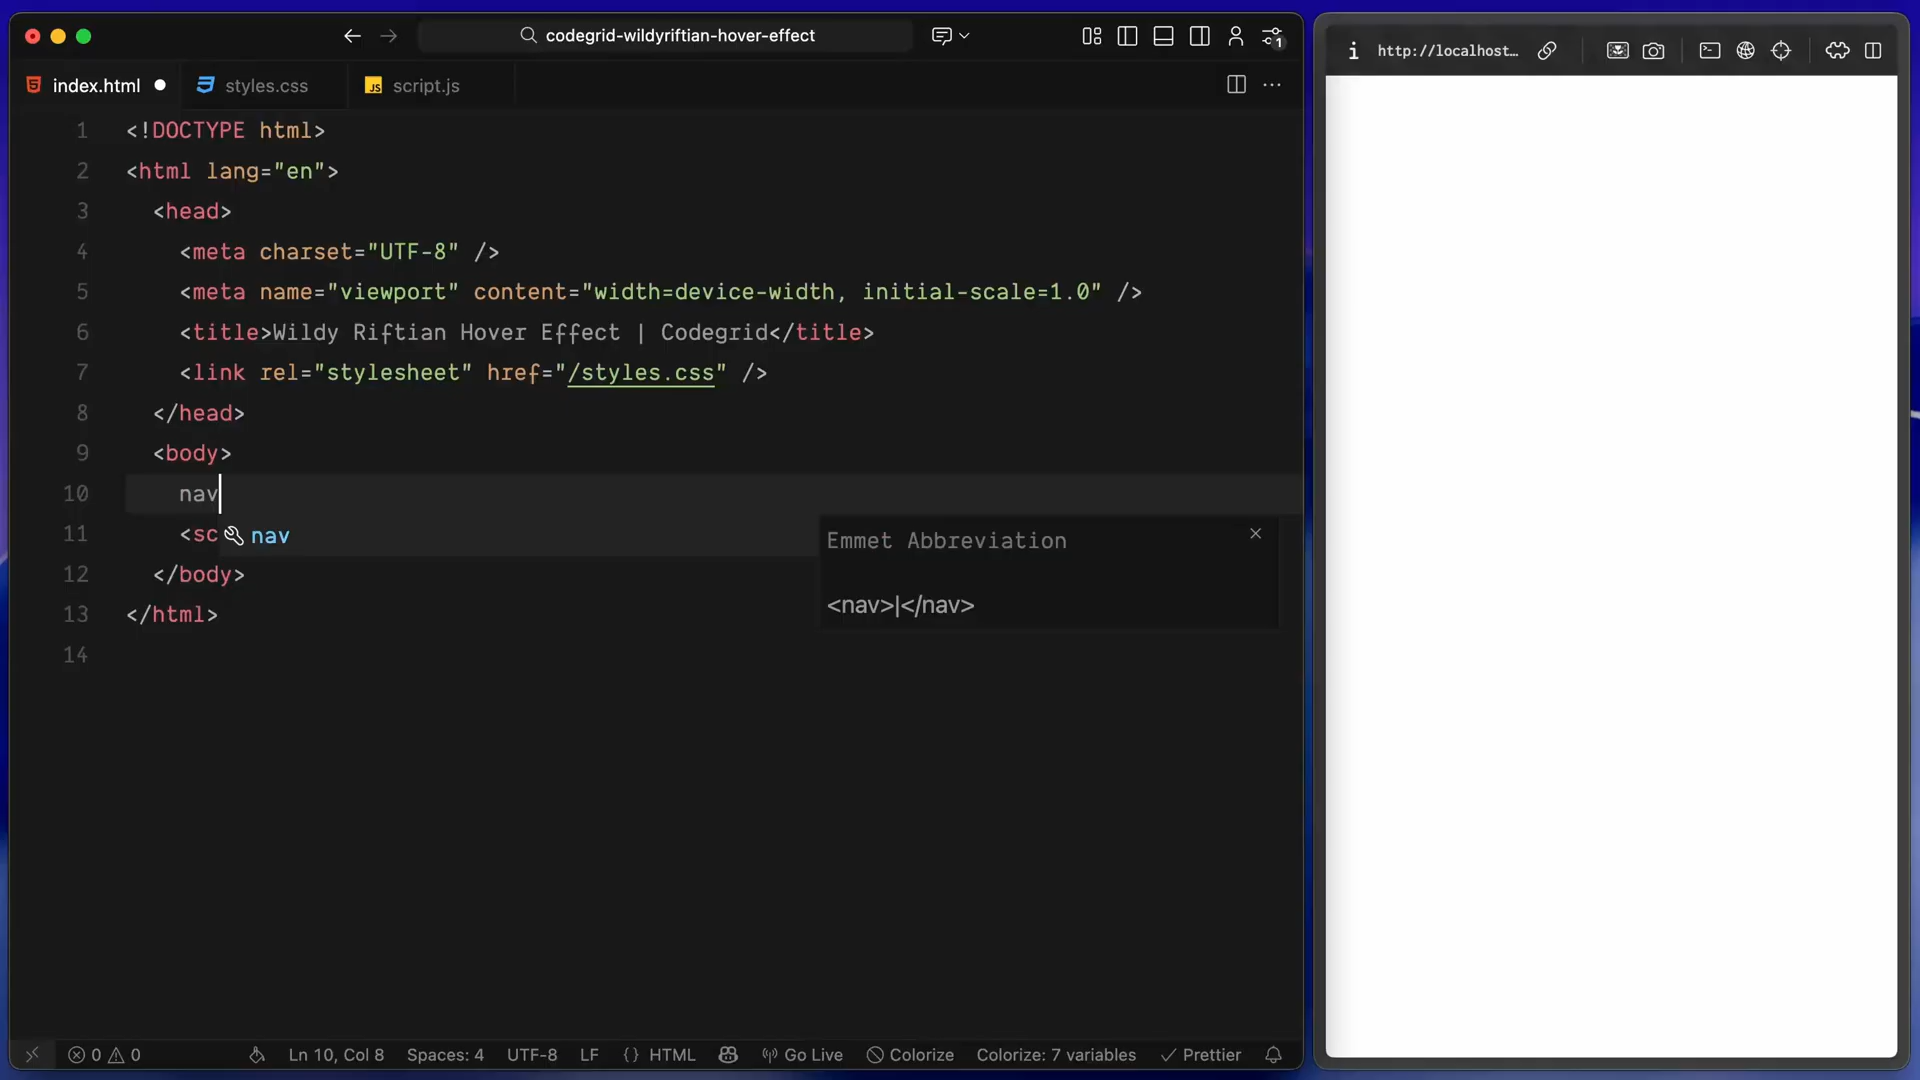 codegrid-wildyriftian-hover-effect
1
index.html
styles.css
JS script.js
1 <!DOCTYPE html>
2 <html lang="en">
3 <head>
4 <meta charset="UTF-8" />
5 <meta name="viewport" content="width=device-width, initial-scale=1.0" />
6 <title>Wildy Riftian Hover Effect | Codegrid</title>
7 <link rel="stylesheet" href="/styles.css" />
8 </head>
9 <body>
10 nav
11 <sc nav
12 </body>
13 </html>
14
Emmet Abbreviation
<nav>|</nav>
0 0 Ln 10, Col 8 Spaces: 4 UTF-8 LF {} HTML Go Live Colorize Colorize: 7 variables Prettier
http://localhost…